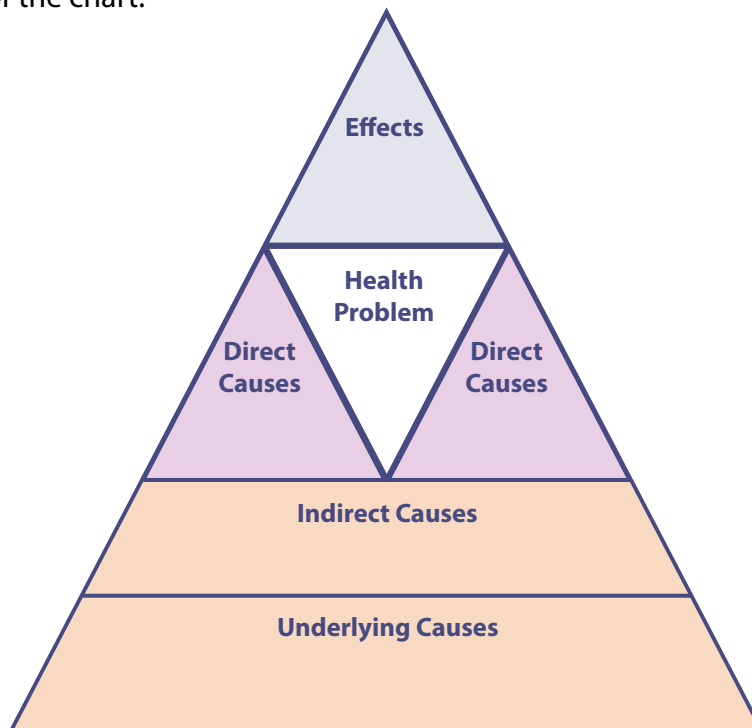 the chart.
Effects
Health
Problem
Direct
Causes
Direct
Causes
Indirect Causes
Underlying Causes